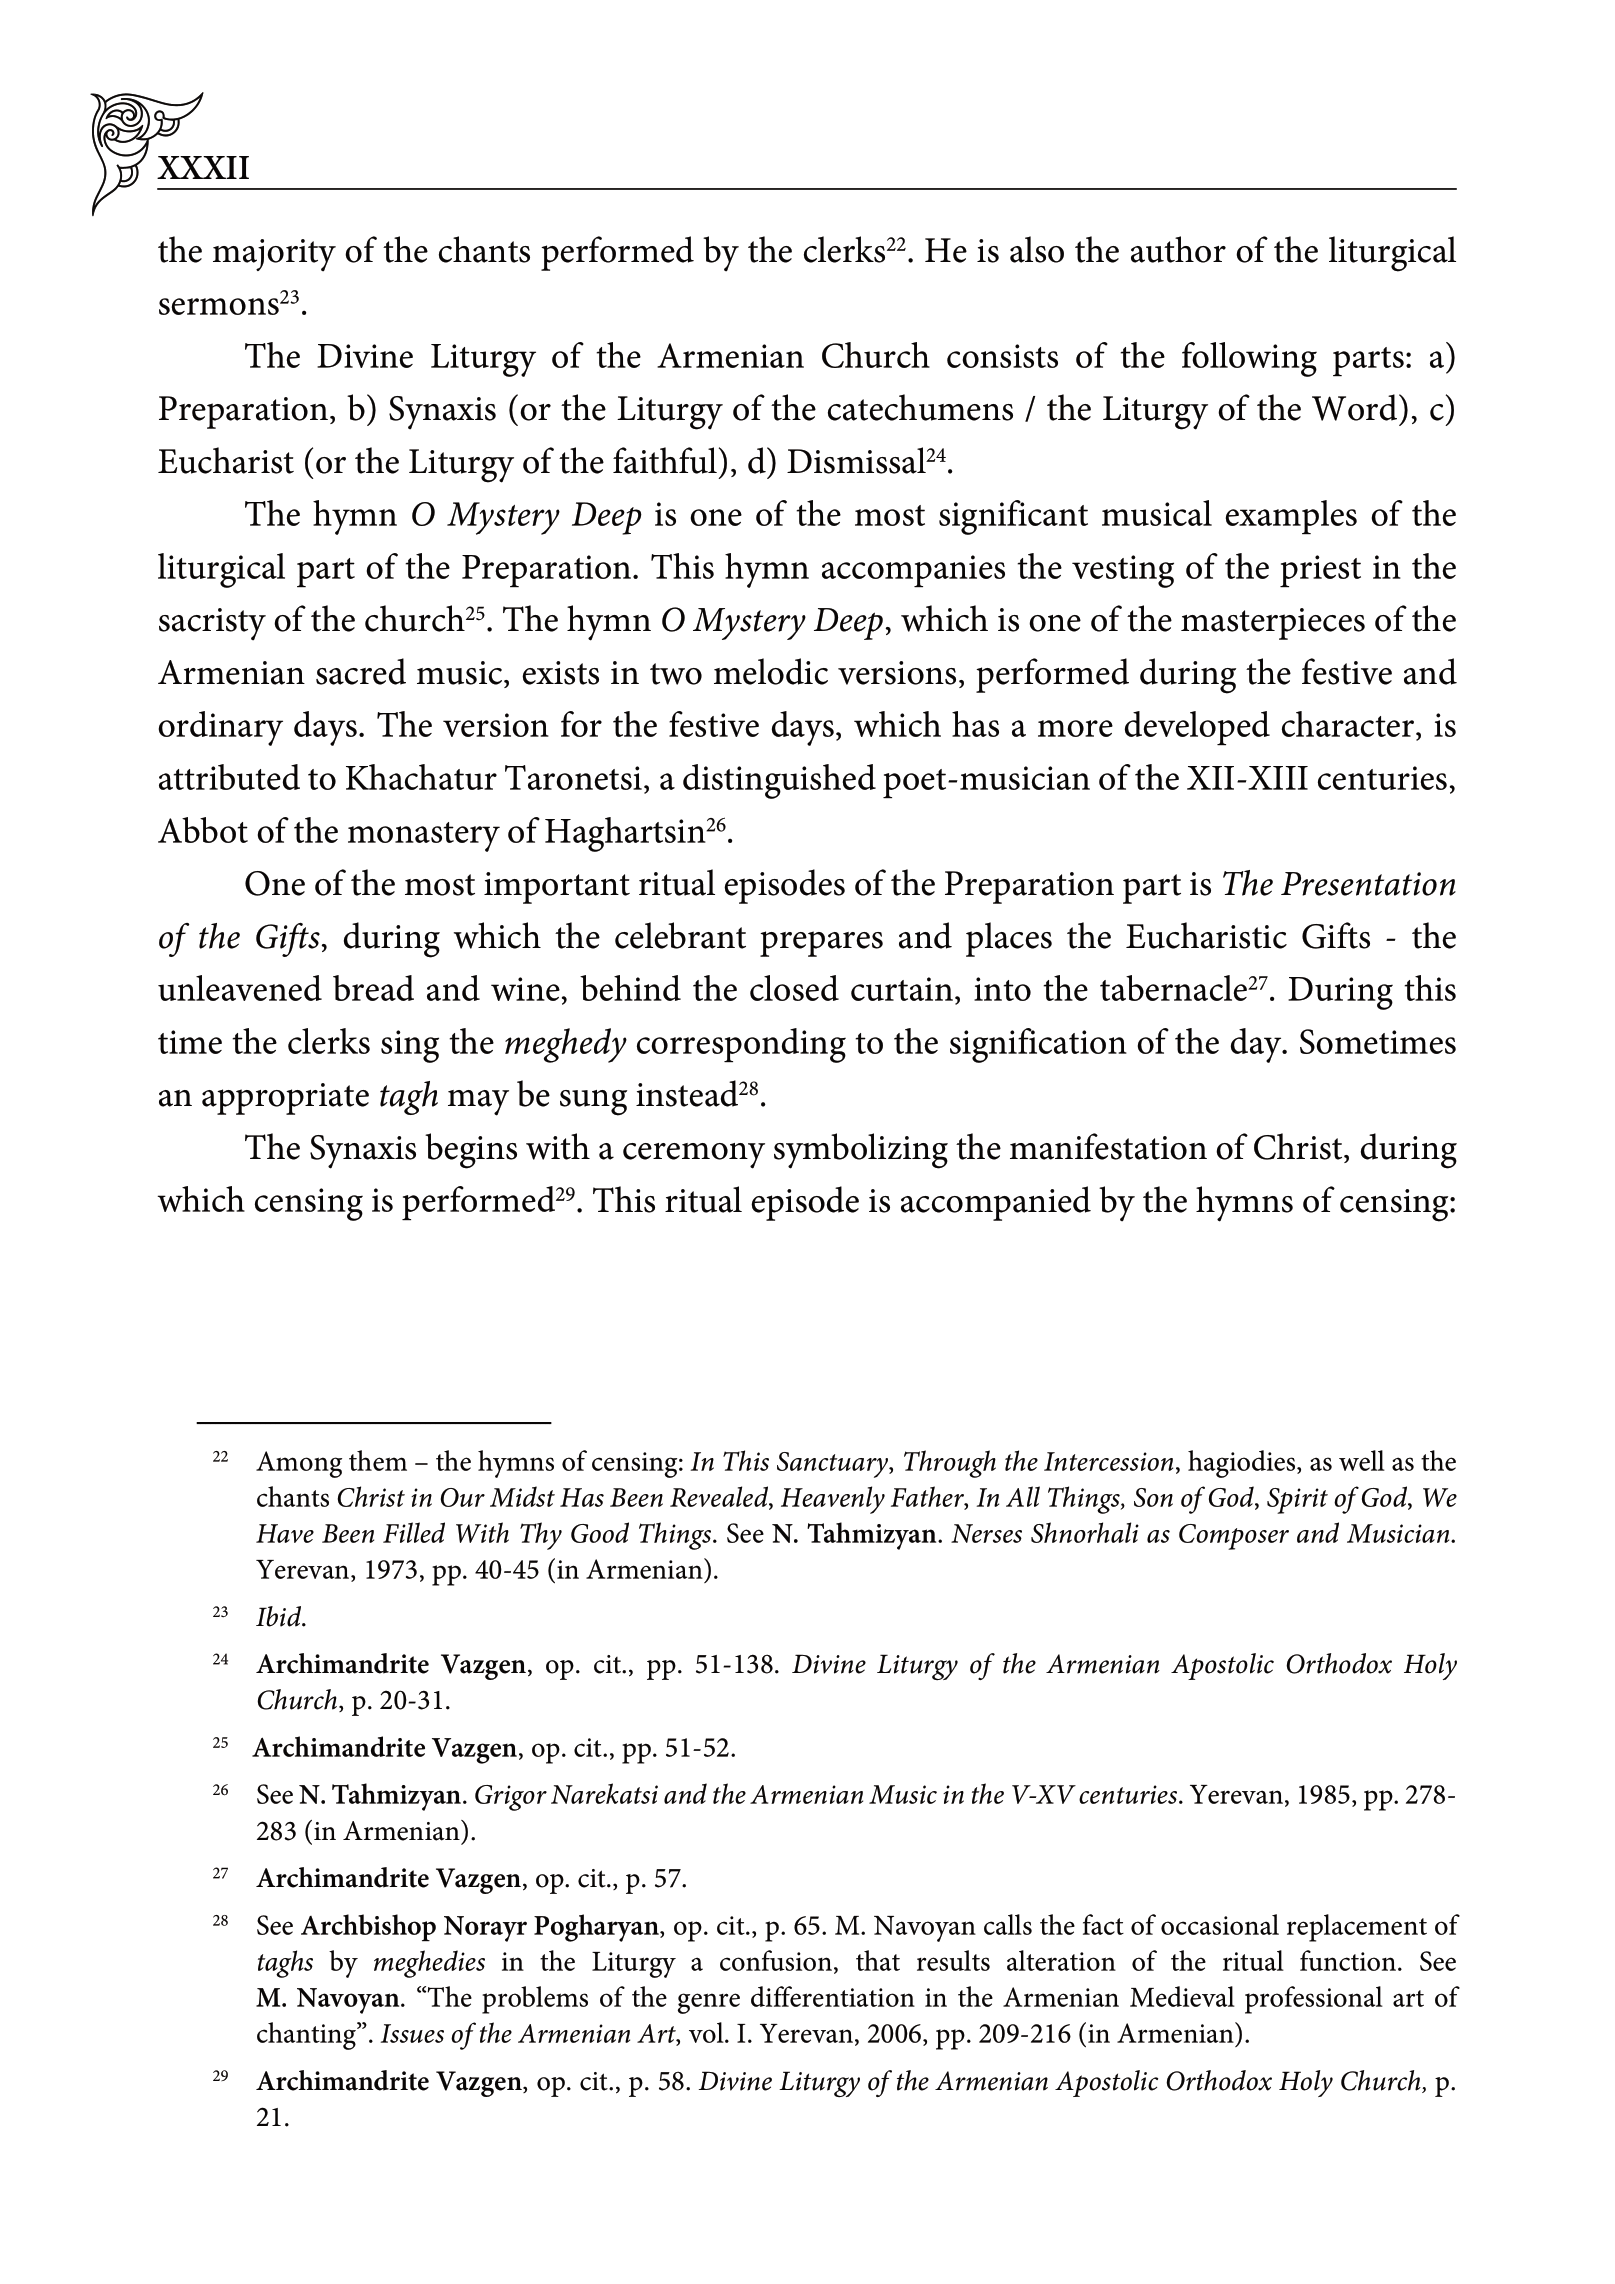 XXXII
the majority of the chants performed by the clerks²². He is also the author of the liturgical
sermons²³.
The Divine Liturgy of the Armenian Church consists of the following parts: a)
Preparation, b) Synaxis (or the Liturgy of the catechumens / the Liturgy of the Word), c)
Eucharist (or the Liturgy of the faithful), d) Dismissal²⁴.
The hymn O Mystery Deep is one of the most significant musical examples of the
liturgical part of the Preparation. This hymn accompanies the vesting of the priest in the
sacristy of the church²⁵. The hymn O Mystery Deep, which is one of the masterpieces of the
Armenian sacred music, exists in two melodic versions, performed during the festive and
ordinary days. The version for the festive days, which has a more developed character, is
attributed to Khachatur Taronetsi, a distinguished poet-musician of the XII-XIII centuries,
Abbot of the monastery of Haghartsin²⁶.
One of the most important ritual episodes of the Preparation part is The Presentation
of the Gifts, during which the celebrant prepares and places the Eucharistic Gifts - the
unleavened bread and wine, behind the closed curtain, into the tabernacle²⁷. During this
time the clerks sing the meghedy corresponding to the signification of the day. Sometimes
an appropriate tagh may be sung instead²⁸.
The Synaxis begins with a ceremony symbolizing the manifestation of Christ, during
which censing is performed²⁹. This ritual episode is accompanied by the hymns of censing:
²² Among them – the hymns of censing: In This Sanctuary, Through the Intercession, hagiodies, as well as the
chants Christ in Our Midst Has Been Revealed, Heavenly Father, In All Things, Son of God, Spirit of God, We
Have Been Filled With Thy Good Things. See N. Tahmizyan. Nerses Shnorhali as Composer and Musician.
Yerevan, 1973, pp. 40-45 (in Armenian).
²³ Ibid.
²⁴ Archimandrite Vazgen, op. cit., pp. 51-138. Divine Liturgy of the Armenian Apostolic Orthodox Holy
Church, p. 20-31.
²⁵ Archimandrite Vazgen, op. cit., pp. 51-52.
²⁶ See N. Tahmizyan. Grigor Narekatsi and the Armenian Music in the V-XV centuries. Yerevan, 1985, pp. 278-
283 (in Armenian).
²⁷ Archimandrite Vazgen, op. cit., p. 57.
²⁸ See Archbishop Norayr Pogharyan, op. cit., p. 65. M. Navoyan calls the fact of occasional replacement of
taghs by meghedies in the Liturgy a confusion, that results alteration of the ritual function. See
M. Navoyan. “The problems of the genre differentiation in the Armenian Medieval professional art of
chanting”. Issues of the Armenian Art, vol. I. Yerevan, 2006, pp. 209-216 (in Armenian).
²⁹ Archimandrite Vazgen, op. cit., p. 58. Divine Liturgy of the Armenian Apostolic Orthodox Holy Church, p.
21.